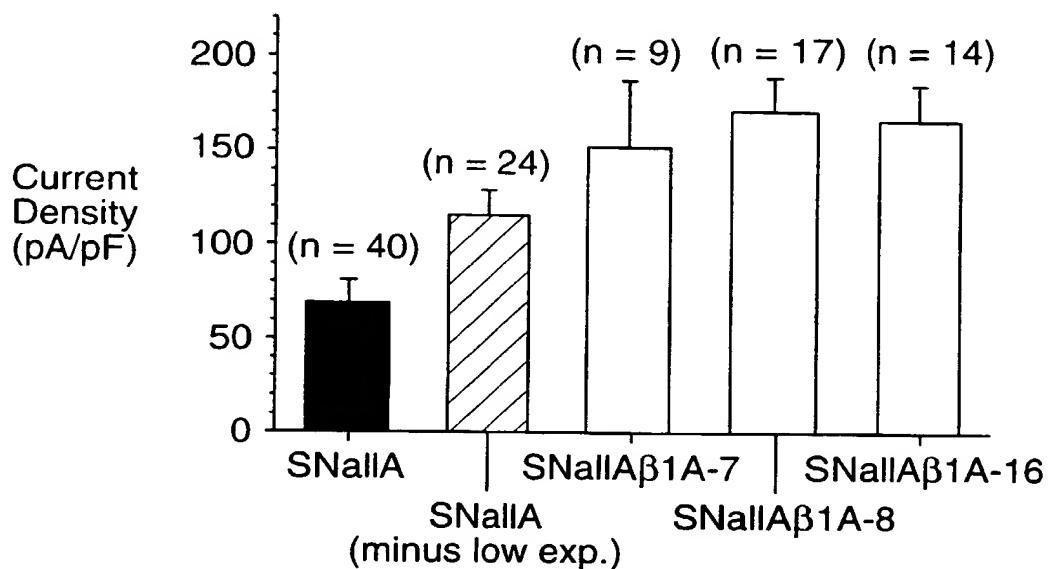 200
150
100
50
0
Current
Density
(pA/pF)
(n = 40)
(n = 24)
(n = 9)
(n = 17)
(n = 14)
SNaIIA
SNaIIA
(minus low exp.)
SNaIIAβ1A-7
SNaIIAβ1A-8
SNaIIAβ1A-16